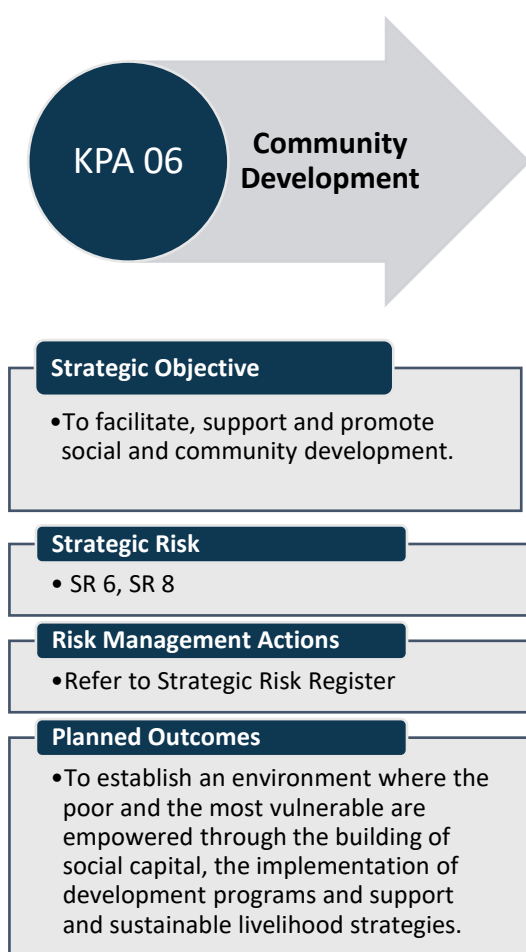 KPA 06
Community
Development
Strategic Objective
•To facilitate, support and promote
social and community development.
Strategic Risk
• SR 6, SR 8
Risk Management Actions
•Refer to Strategic Risk Register
Planned Outcomes
•To establish an environment where the
poor and the most vulnerable are
empowered through the building of
social capital, the implementation of
development programs and support
and sustainable livelihood strategies.